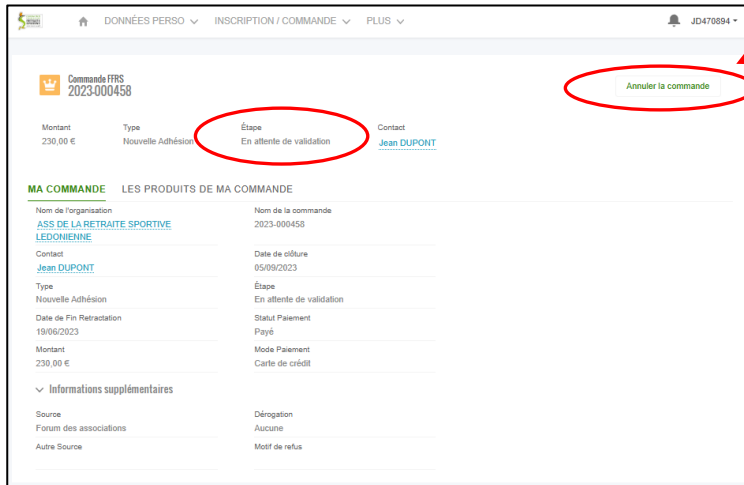 DONNÉES PERSO INSCRIPTION / COMMANDE PLUS JD470894
Commande FFRS
2023-000458
Annuler la commande
Montant Type Étape Contact
230,00 € Nouvelle Adhésion En attente de validation Jean DUPONT
MA COMMANDE LES PRODUITS DE MA COMMANDE
Nom de l'organisation Nom de la commande
ASS DE LA RETRAITE SPORTIVE 2023-000458
LEDONIENNE
Contact Date de clôture
Jean DUPONT 05/09/2023
Type Étape
Nouvelle Adhésion En attente de validation
Date de Fin Retractation Statut Paiement
19/06/2023 Payé
Montant Mode Paiement
230,00 € Carte de crédit
Informations supplémentaires
Source Dérogation
Forum des associations Aucune
Autre Source Motif de refus